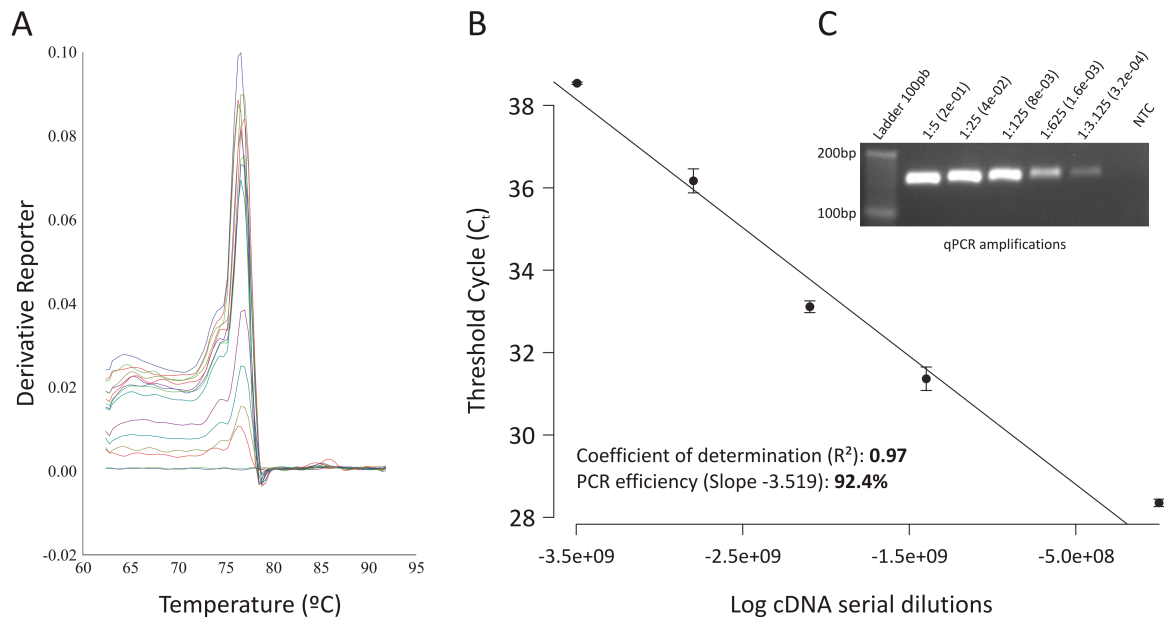 A
0.10
0.08
0.06
0.04
0.02
0.00
-0.02
60 65 70 75 80 85 90 95
Derivative Reporter
Temperature (ºC)
B
38
36
34
32
30
28
Threshold Cycle (Ct)
Coefficient of determination (R²): 0.97
PCR efficiency (Slope -3.519): 92.4%
-3.5e+09 -2.5e+09 -1.5e+09 -5.0e+08
Log cDNA serial dilutions
C
Ladder 100pb
1:5 (2e-01)
1:25 (4e-02)
1:125 (8e-03)
1:625 (1.6e-03)
1:3.125 (3.2e-04)
NTC
200bp
100bp
qPCR amplifications